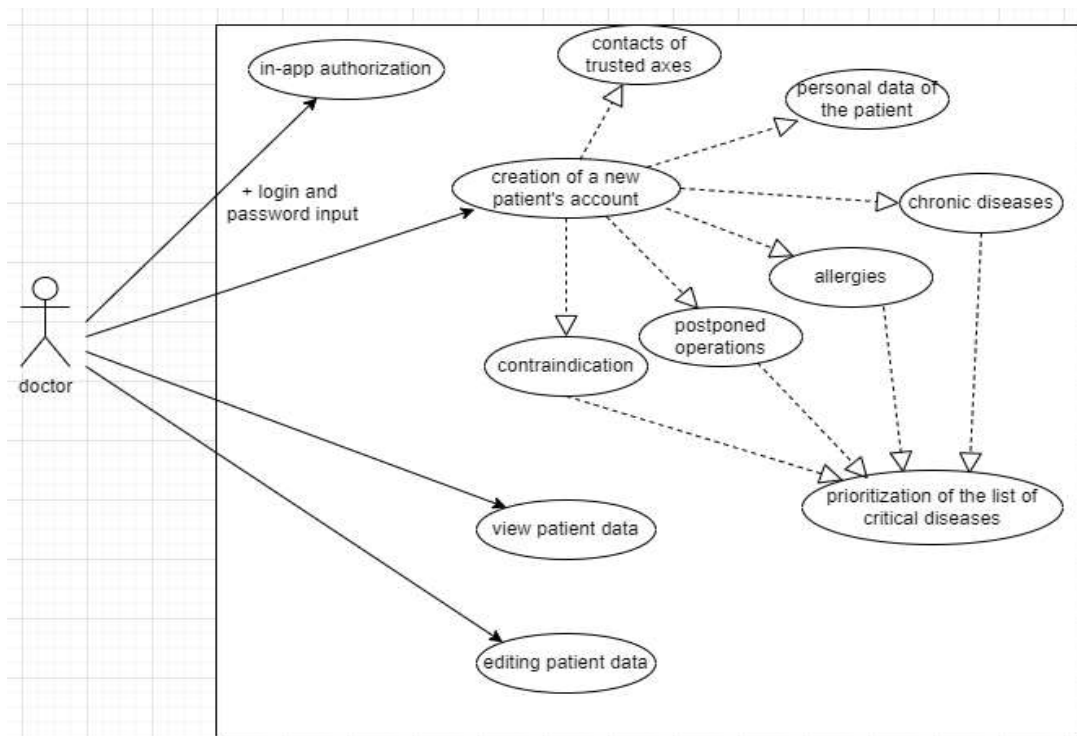 in-app authorization
contacts of
trusted axes
personal data of
the patient
creation of a new
patient's account
+ login and
password input
chronic diseases
allergies
postponed
operations
contraindication
doctor
prioritization of the list of
critical diseases
view patient data
editing patient data